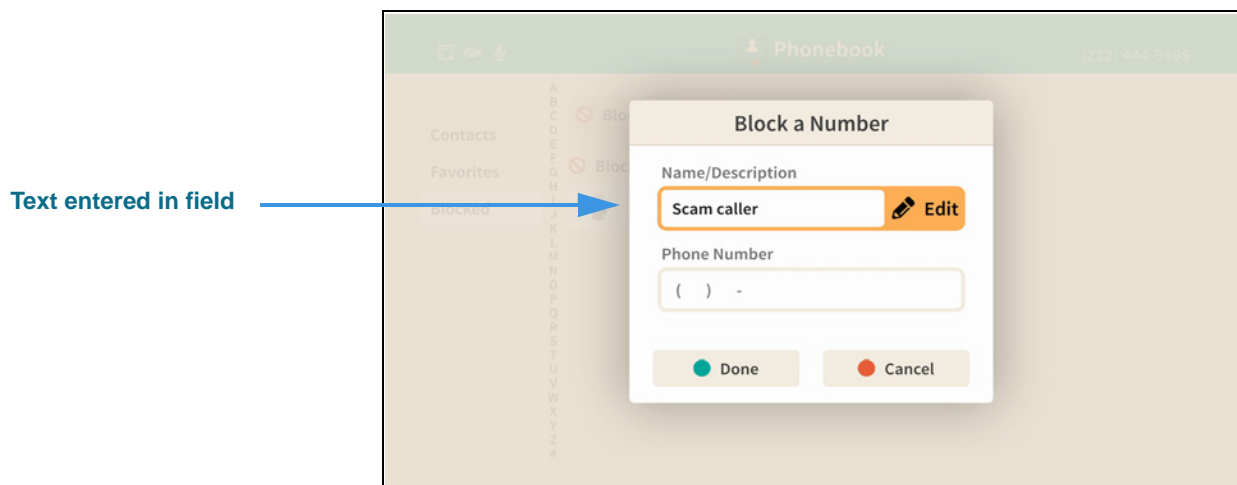 Phonebook
(222) 444-9999
A
B
C
D
E
F
G
H
I
J
K
L
M
N
O
P
Q
R
S
T
U
V
W
X
Y
Z
#
Contacts
Favorites
Blocked
Block a Number
Name/Description
Scam caller
Edit
Phone Number
( ) -
Done
Cancel
Text entered in field